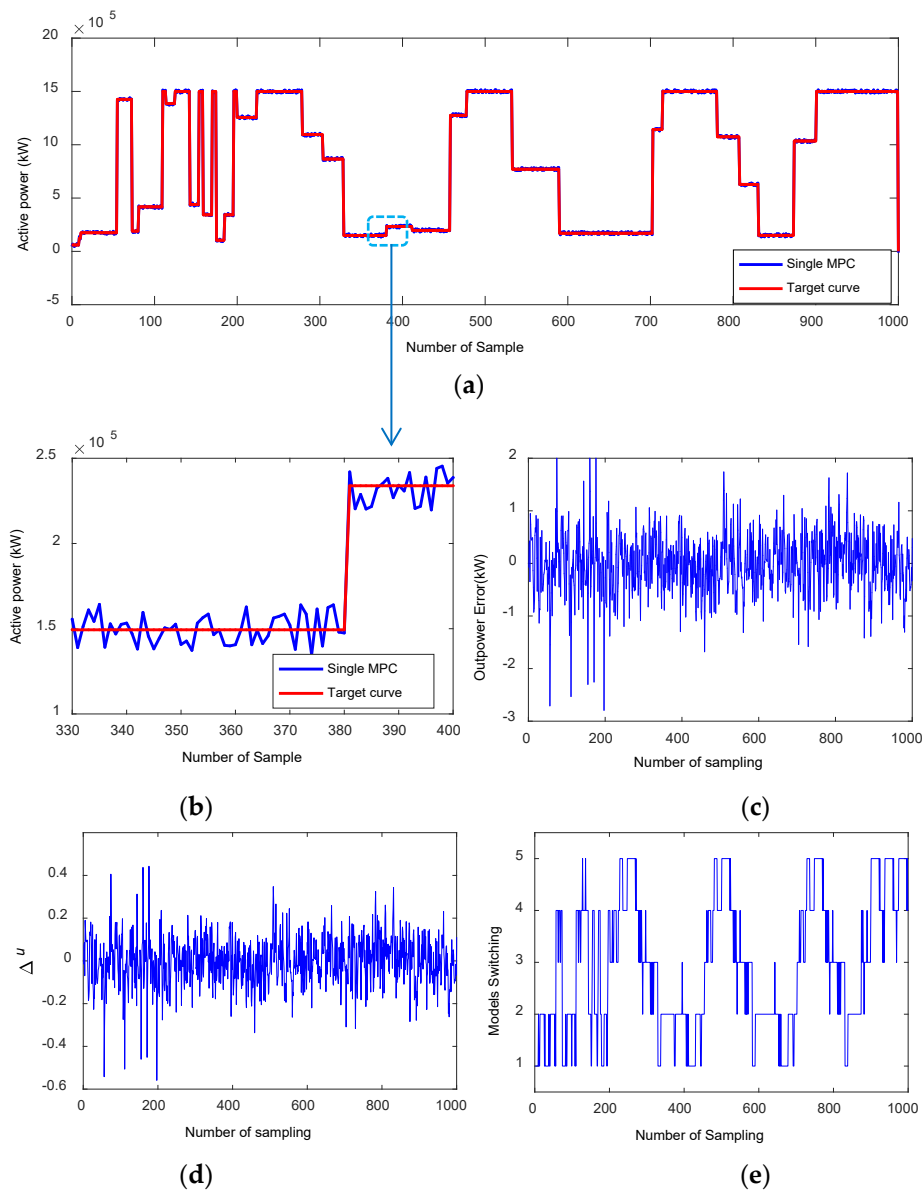 × 10 5
20
15
10
5
0
-5
Active power (kW)
0 100 200 300 400 500 600 700 800 900 1000
Number of Sample
Single MPC
Target curve
(a)
× 10 5
2.5
2
1.5
1
Active power (kW)
330 340 350 360 370 380 390 400
Number of Sample
Single MPC
Target curve
(b)
2
1
0
-1
-2
-3
Outpower Error(kW)
0 200 400 600 800 1000
Number of sampling
(c)
0.4
0.2
0
-0.2
-0.4
-0.6
Δ u
0 200 400 600 800 1000
Number of sampling
(d)
5
4
3
2
1
Models Switching
0 200 400 600 800 1000
Number of Sampling
(e)